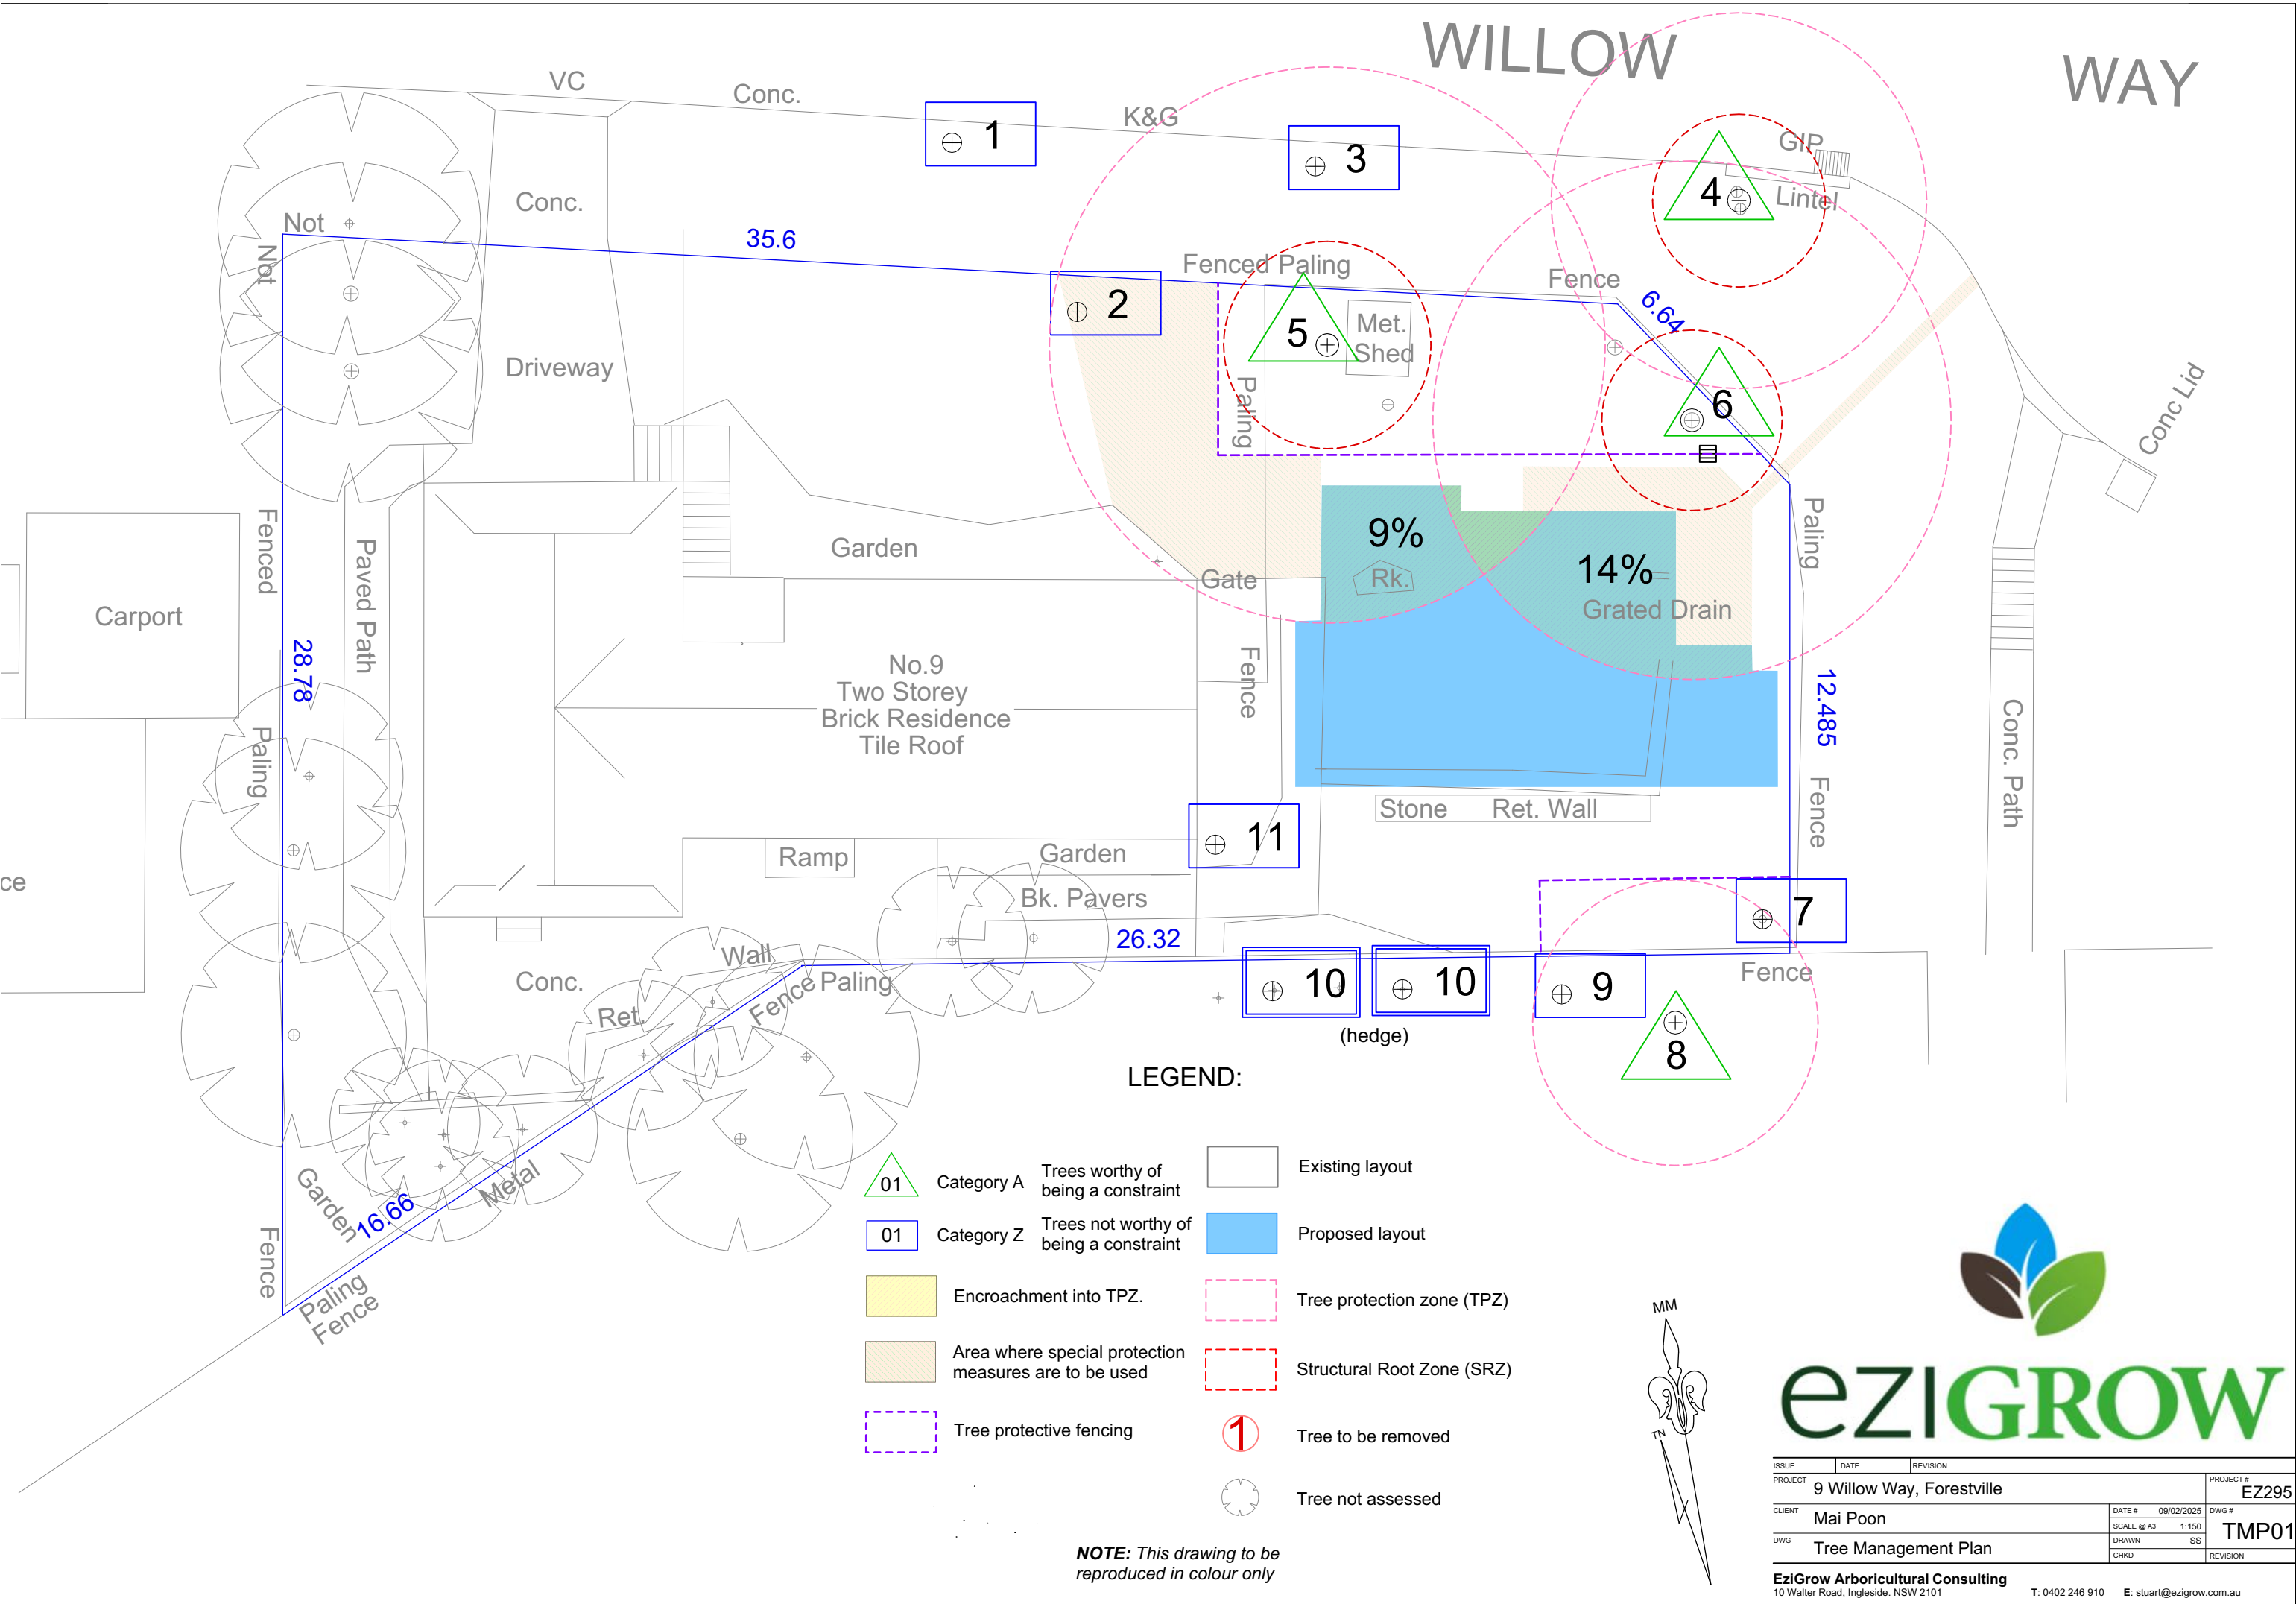 WILLOW WAY
VC
Conc.
K&G
1
3
GIP
4
Lintel
Conc.
Not
Not
35.6
Fenced Paling
Fence
6.64
2
5
Met.
Shed
Driveway
Paling
6
Conc Lid
Fenced
Paved Path
Garden
9%
14%
Paling
Gate
Rk.
Grated Drain
Carport
28.78
No.9
Two Storey
Brick Residence
Tile Roof
Fence
12.485
Paling
Conc. Path
Stone Ret. Wall
Fence
11
Ramp
Garden
ce
Bk. Pavers
7
26.32
Wall
Fence
Paling
Conc.
10
10
9
Fence
Ret.
(hedge)
8
Garden
16.66
Metal
Fence
Paling
Fence
LEGEND:
01
Category A
Trees worthy of
being a constraint
Existing layout
01
Category Z
Trees not worthy of
being a constraint
Proposed layout
Encroachment into TPZ.
Tree protection zone (TPZ)
Area where special protection
measures are to be used
Structural Root Zone (SRZ)
Tree protective fencing
1
Tree to be removed
Tree not assessed
NOTE: This drawing to be
reproduced in colour only
MM
TN
eZIGROW
ISSUE DATE REVISION
PROJECT 9 Willow Way, Forestville
PROJECT # EZ295
CLIENT Mai Poon
DATE # 09/02/2025
DWG # TMP01
SCALE @ A3 1:150
DWG Tree Management Plan
DRAWN SS
CHKD
REVISION
EziGrow Arboricultural Consulting
10 Walter Road, Ingleside. NSW 2101 T: 0402 246 910 E: stuart@ezigrow.com.au